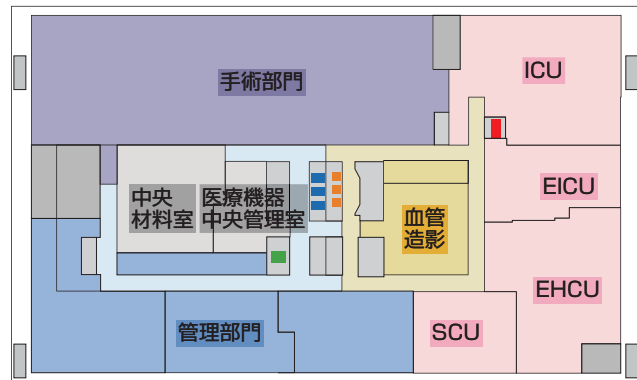 手術部門
ICU
EICU
中央
材料室
医療機器
中央管理室
血管
造影
EHCU
管理部門
SCU